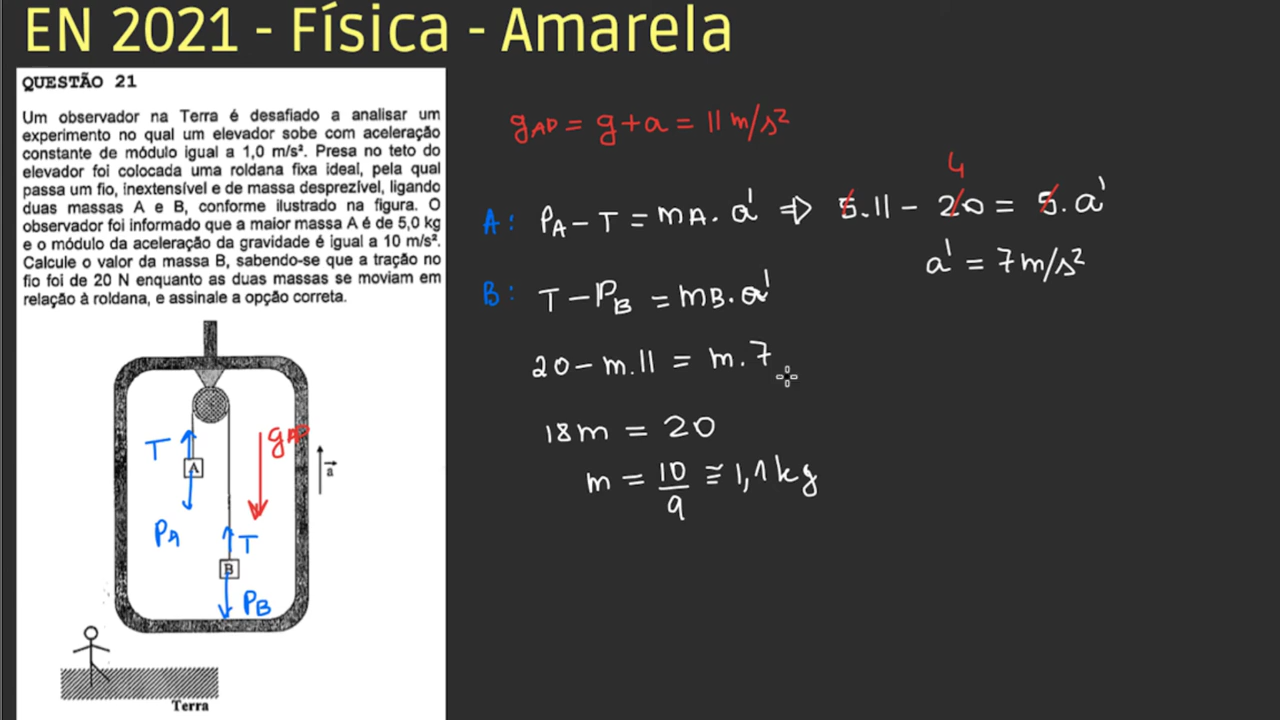 EN 2021 - Física - Amarela
QUESTÃO 21
Um observador na Terra é desafiado a analisar um
experimento no qual um elevador sobe com aceleração
constante de módulo igual a 1,0 m/s². Presa no teto do
elevador foi colocada uma roldana fixa ideal, pela qual
passa um fio, inextensível e de massa desprezível, ligando
duas massas A e B, conforme ilustrado na figura. O
observador foi informado que a maior massa A é de 5,0 kg
e o módulo da aceleração da gravidade é igual a 10 m/s².
Calcule o valor da massa B, sabendo-se que a tração no
fio foi de 20 N enquanto as duas massas se moviam em
relação à roldana, e assinale a opção correta.
T
A
PA
gAP
a
T
B
PB
Terra
gAP = g+a = 11 m/s²
4
A: PA - T = mA. a' ⇒ 5.11 - 20 = 5. a'
a' = 7 m/s²
B: T - PB = mB. a'
20 - m.11 = m.7
18m = 20
m = 10/9 ≅ 1,1 kg